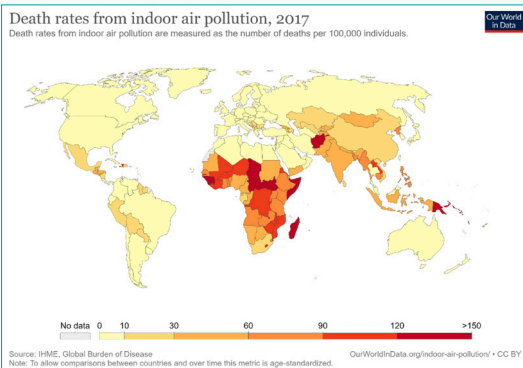 Death rates from indoor air pollution, 2017
Death rates from indoor air pollution are measured as the number of deaths per 100,000 individuals.
Our World
in Data
No data 0 10 30 60 90 120 >150
Source: IHME, Global Burden of Disease
OurWorldInData.org/indoor-air-pollution/ • CC BY
Note: To allow comparisons between countries and over time this metric is age-standardized.